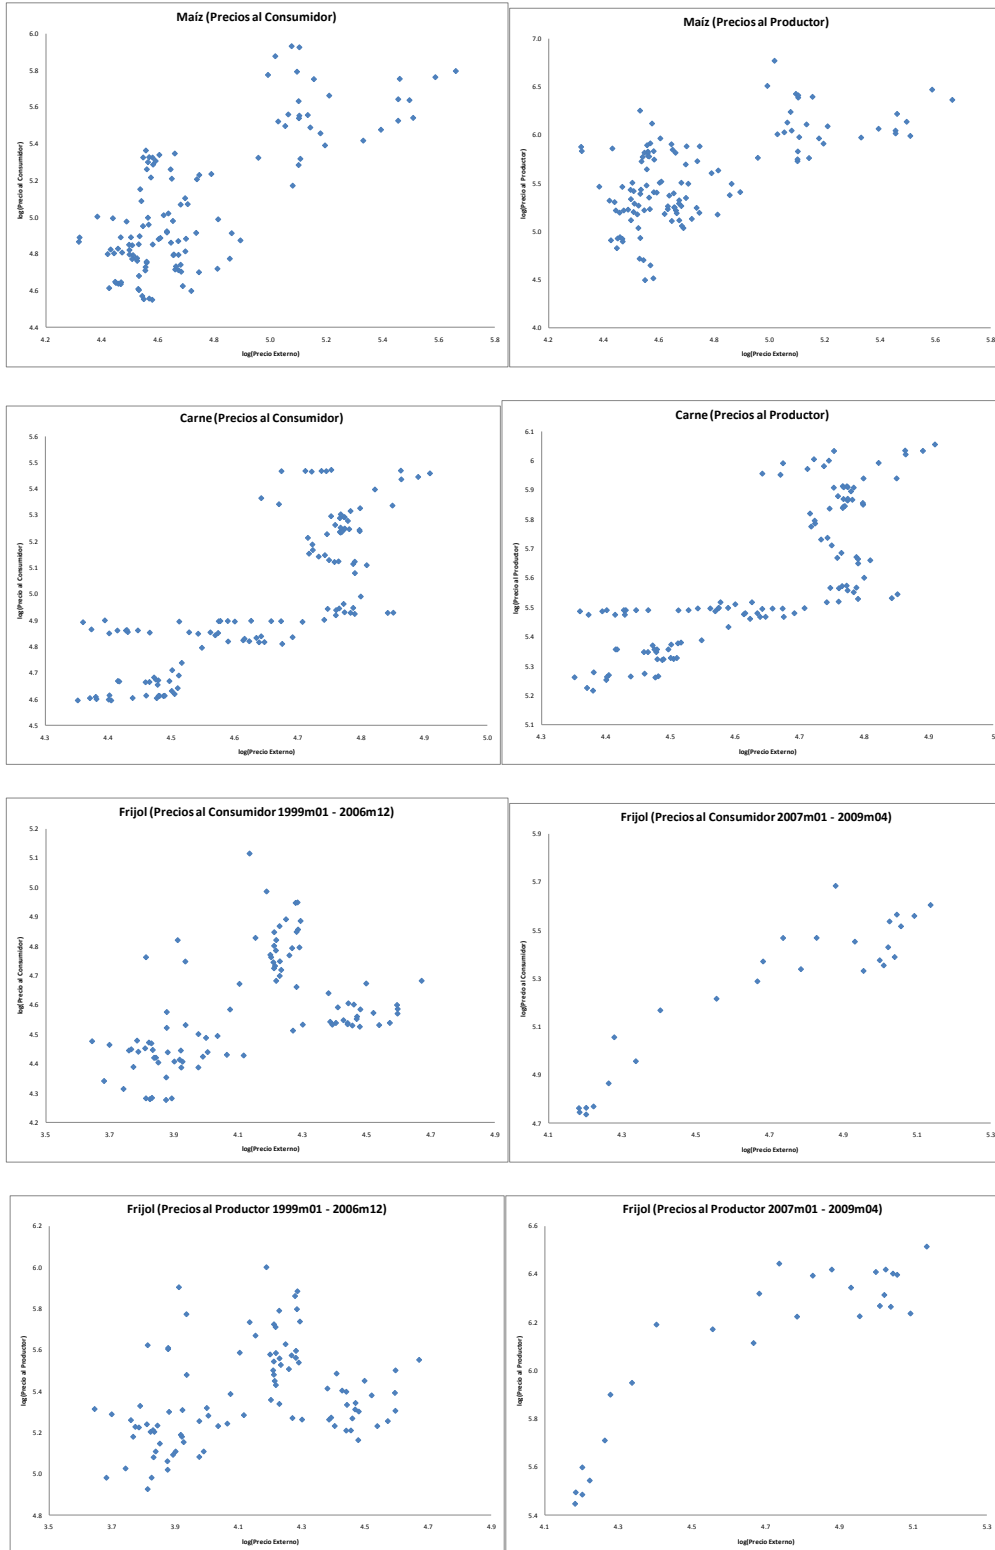 Maíz (Precios al Consumidor)
log(Precio al Consumidor)
6.0
5.8
5.6
5.4
5.2
5.0
4.8
4.6
4.4
4.2 4.4 4.6 4.8 5.0 5.2 5.4 5.6 5.8
log(Precio Externo)
Maíz (Precios al Productor)
log(Precio al Productor)
7.0
6.5
6.0
5.5
5.0
4.5
4.0
4.2 4.4 4.6 4.8 5.0 5.2 5.4 5.6 5.8
log(Precio Externo)
Carne (Precios al Consumidor)
log(Precio al Consumidor)
5.6
5.5
5.4
5.3
5.2
5.1
5.0
4.9
4.8
4.7
4.6
4.5
4.3 4.4 4.5 4.6 4.7 4.8 4.9 5.0
log(Precio Externo)
Carne (Precios al Productor)
log(Precio al Productor)
6.1
6
5.9
5.8
5.7
5.6
5.5
5.4
5.3
5.2
5.1
4.3 4.4 4.5 4.6 4.7 4.8 4.9
log(Precio Externo)
Frijol (Precios al Consumidor 1999m01 - 2006m12)
log(Precio al Consumidor)
5.2
5.1
5.0
4.9
4.8
4.7
4.6
4.5
4.4
4.3
4.2
3.5 3.7 3.9 4.1 4.3 4.5 4.7 4.9
log(Precio Externo)
Frijol (Precios al Consumidor 2007m01 - 2009m04)
log(Precio al Consumidor)
5.9
5.7
5.5
5.3
5.1
4.9
4.7
4.1 4.3 4.5 4.7 4.9 5.1 5.3
log(Precio Externo)
Frijol (Precios al Productor 1999m01 - 2006m12)
log(Precio al Productor)
6.2
6.0
5.8
5.6
5.4
5.2
5.0
4.8
3.5 3.7 3.9 4.1 4.3 4.5 4.7 4.9
log(Precio Externo)
Frijol (Precios al Productor 2007m01 - 2009m04)
log(Precio al Productor)
6.6
6.4
6.2
6.0
5.8
5.6
5.4
4.1 4.3 4.5 4.7 4.9 5.1 5.3
log(Precio Externo)